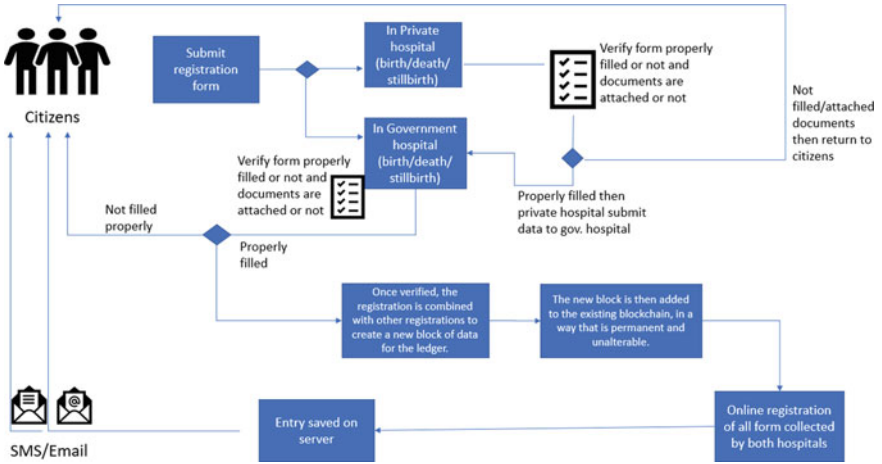 Citizens
Submit
registration
form
In Private
hospital
(birth/death/
stillbirth)
Verify form properly
filled or not and
documents are
attached or not
Not
filled/attached
documents
then return to
citizens
In Government
hospital
(birth/death/
stillbirth)
Verify form properly
filled or not and
documents are
attached or not
Properly filled then
private hospital submit
data to gov. hospital
Not filled
properly
Properly
filled
Once verified, the
registration is combined
with other registrations to
create a new block of data
for the ledger.
The new block is then added
to the existing blockchain, in a
way that is permanent and
unalterable.
Online registration
of all form collected
by both hospitals
Entry saved on
server
@
SMS/Email